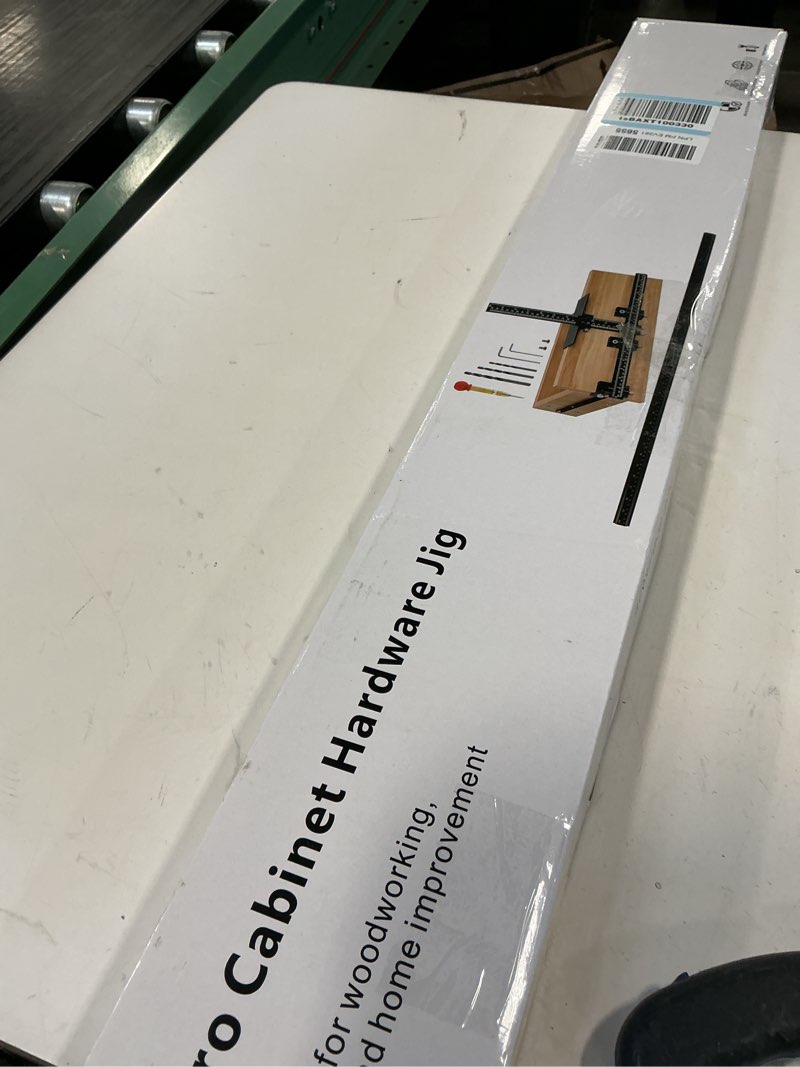 ro Cabinet Hardware Jig
for woodworking,
d home improvement